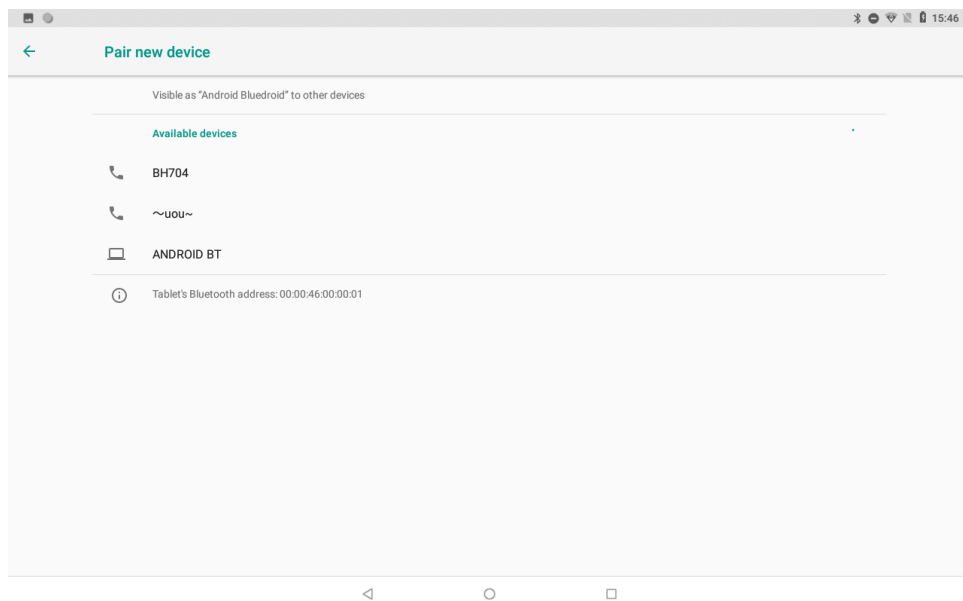 15:46
Pair new device
Visible as “Android Bluedroid” to other devices
Available devices
BH704
～uou~
ANDROID BT
Tablet's Bluetooth address: 00:00:46:00:00:01